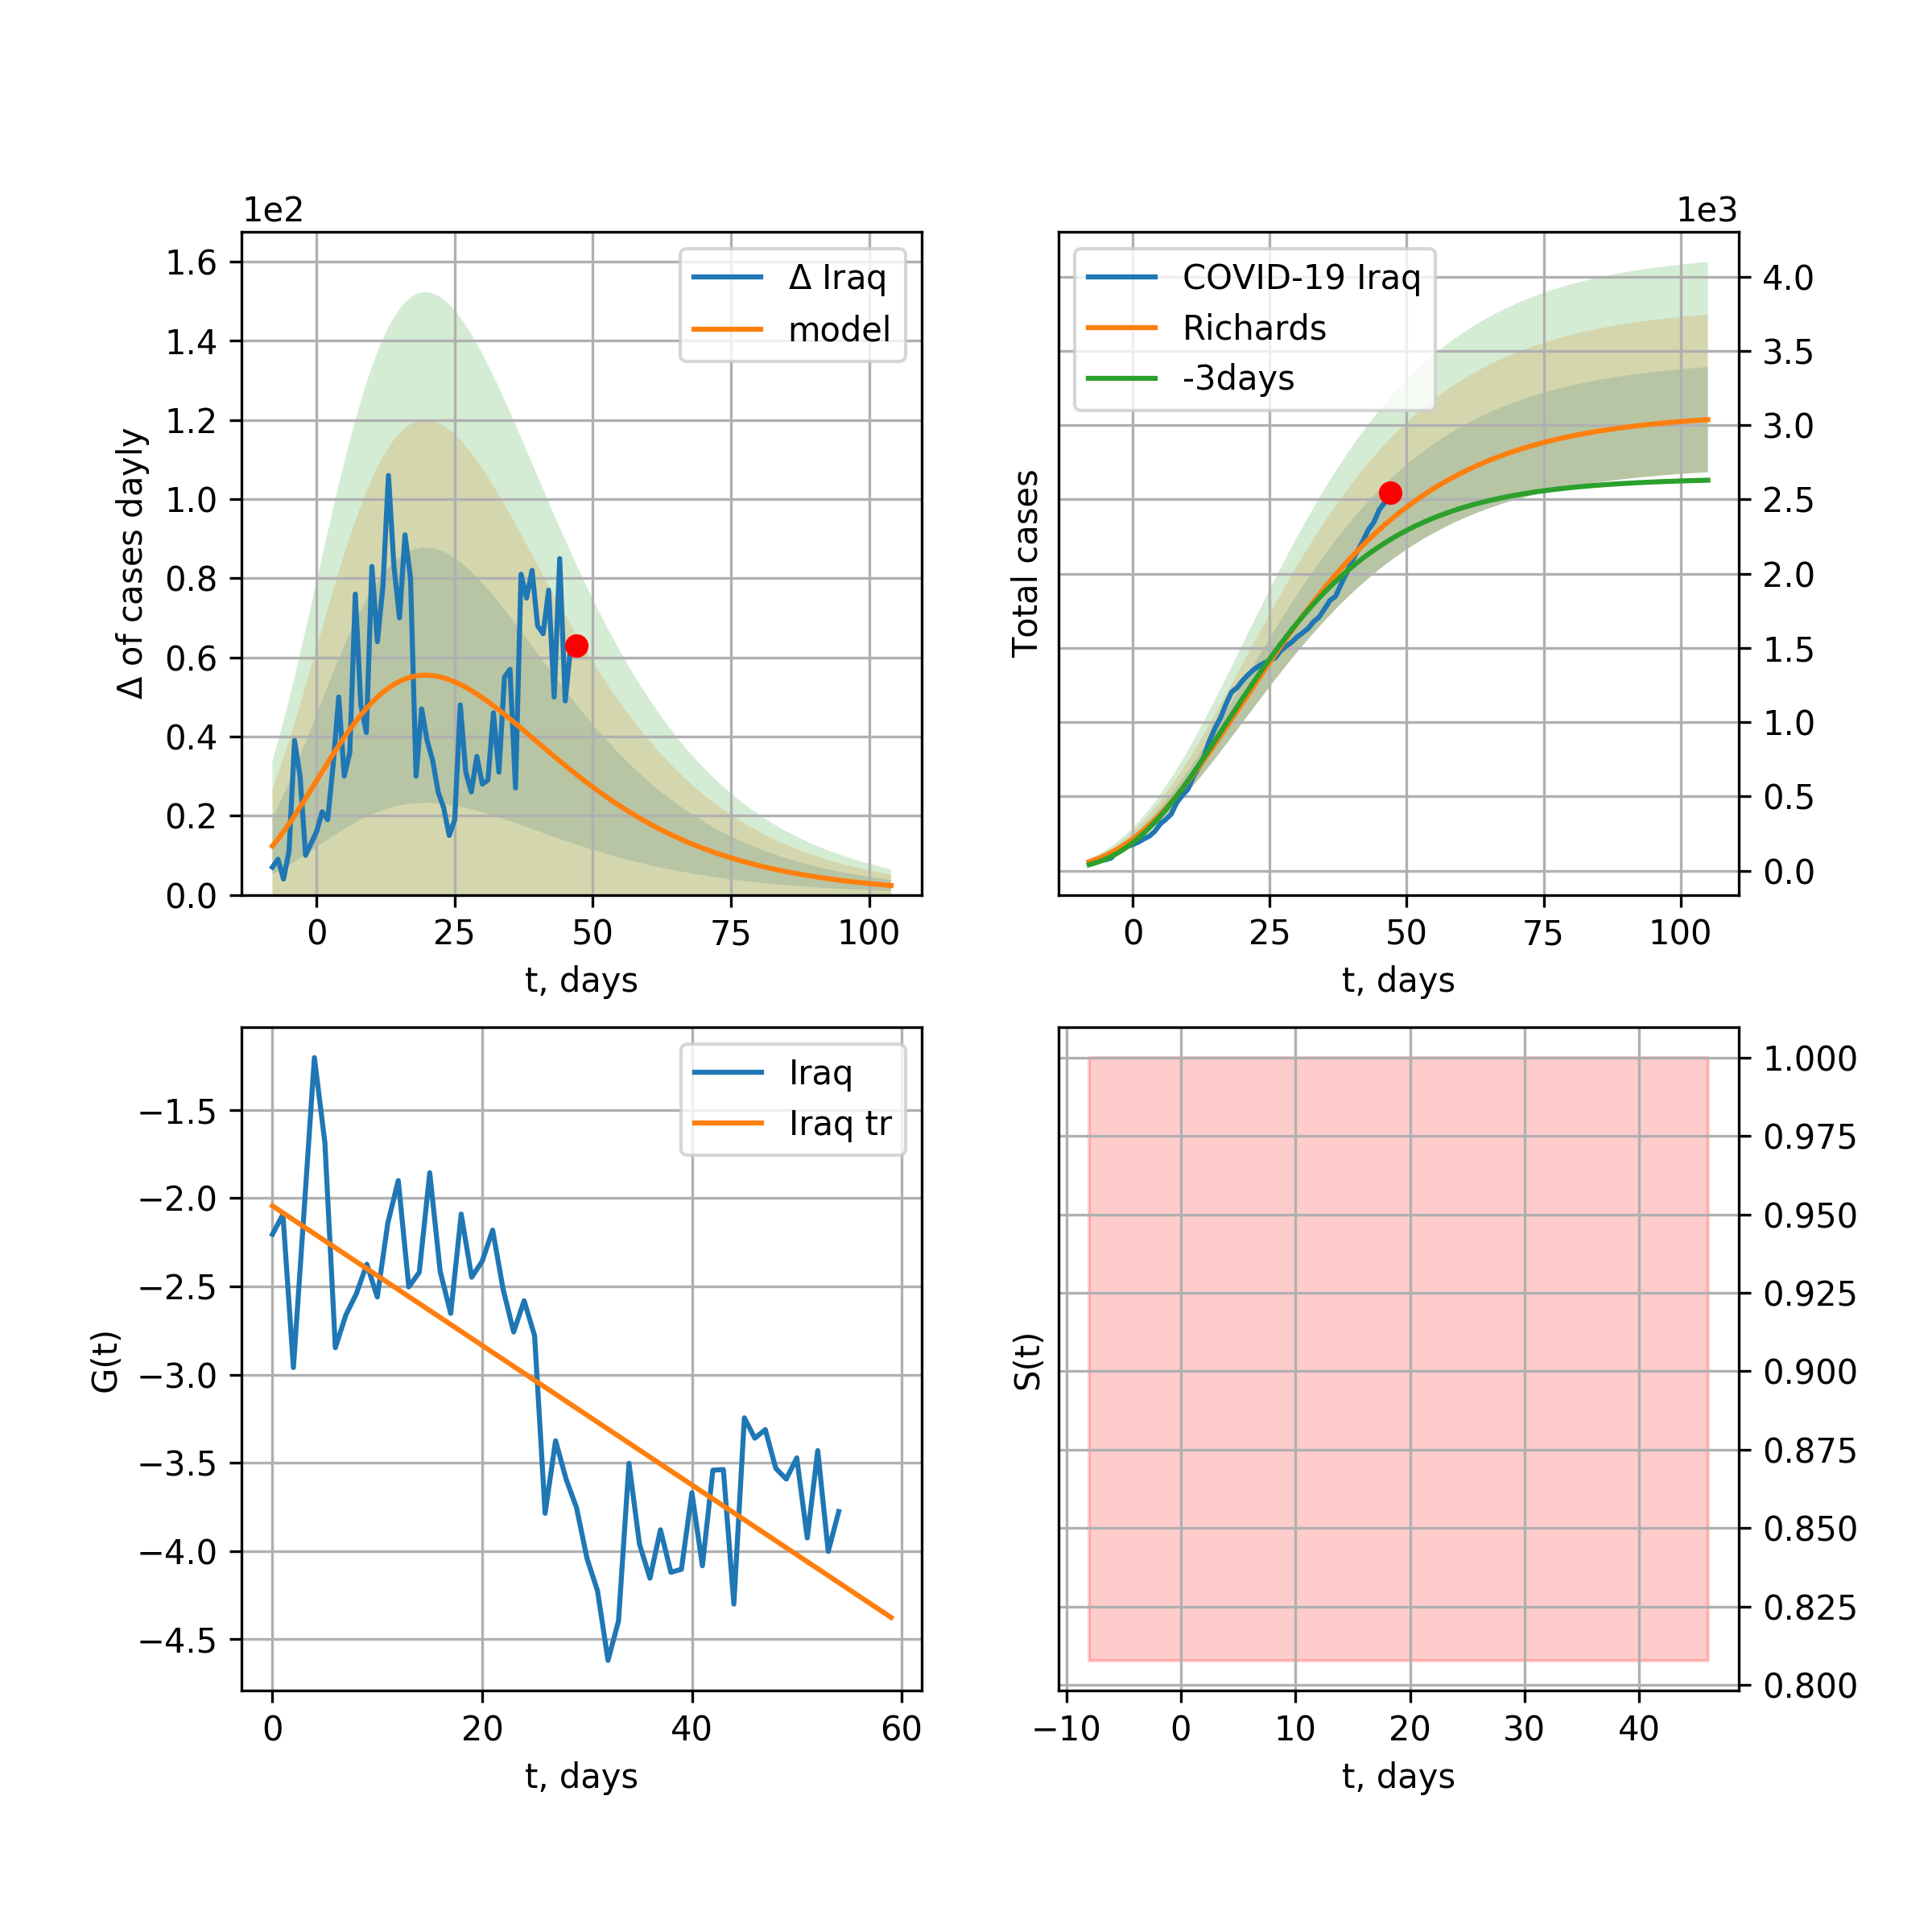 1e2
1.6
1.4
1.2
1.0
0.8
0.6
0.4
0.2
0.0
Δ of cases dayly
Δ Iraq
model
0 25 50 75 100
t, days
1e3
COVID-19 Iraq
Richards
-3days
Total cases
4.0
3.5
3.0
2.5
2.0
1.5
1.0
0.5
0.0
0 25 50 75 100
t, days
G(t)
−1.5
−2.0
−2.5
−3.0
−3.5
−4.0
−4.5
Iraq
Iraq tr
0 20 40 60
t, days
S(t)
1.000
0.975
0.950
0.925
0.900
0.875
0.850
0.825
0.800
−10 0 10 20 30 40
t, days